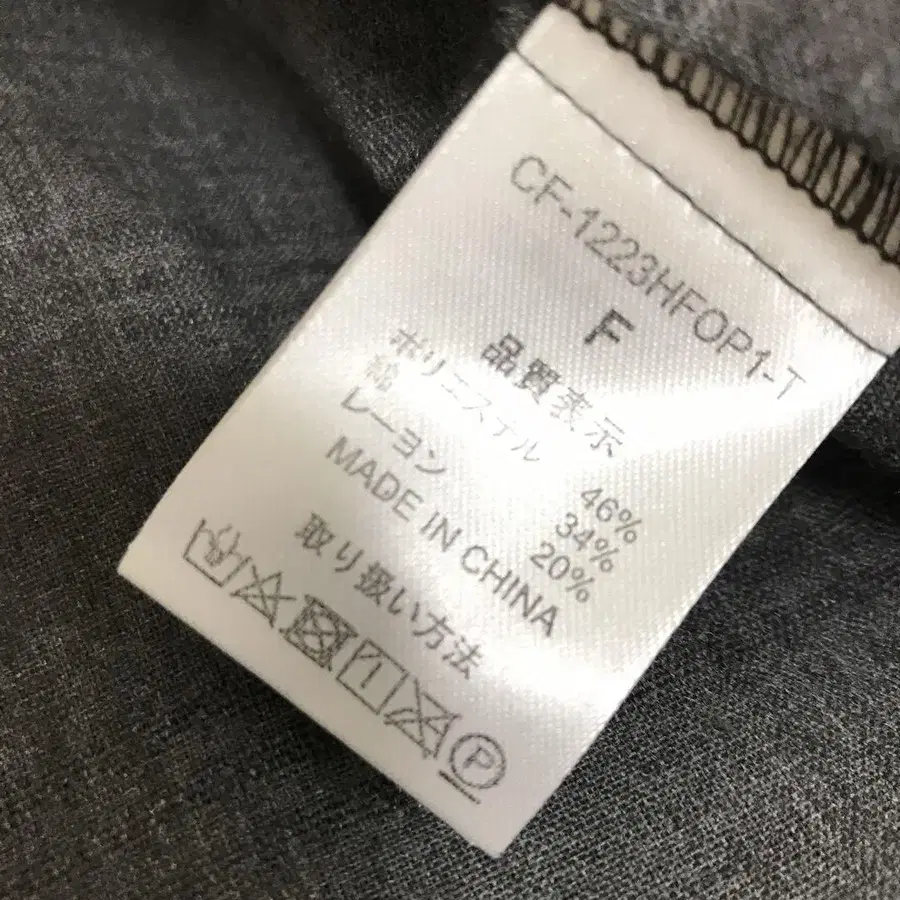 CF-1223HFOP1-T
F
品質表示
ポリエステル 46%
綿 34%
レーヨン 20%
MADE IN CHINA
取り扱い方法
P